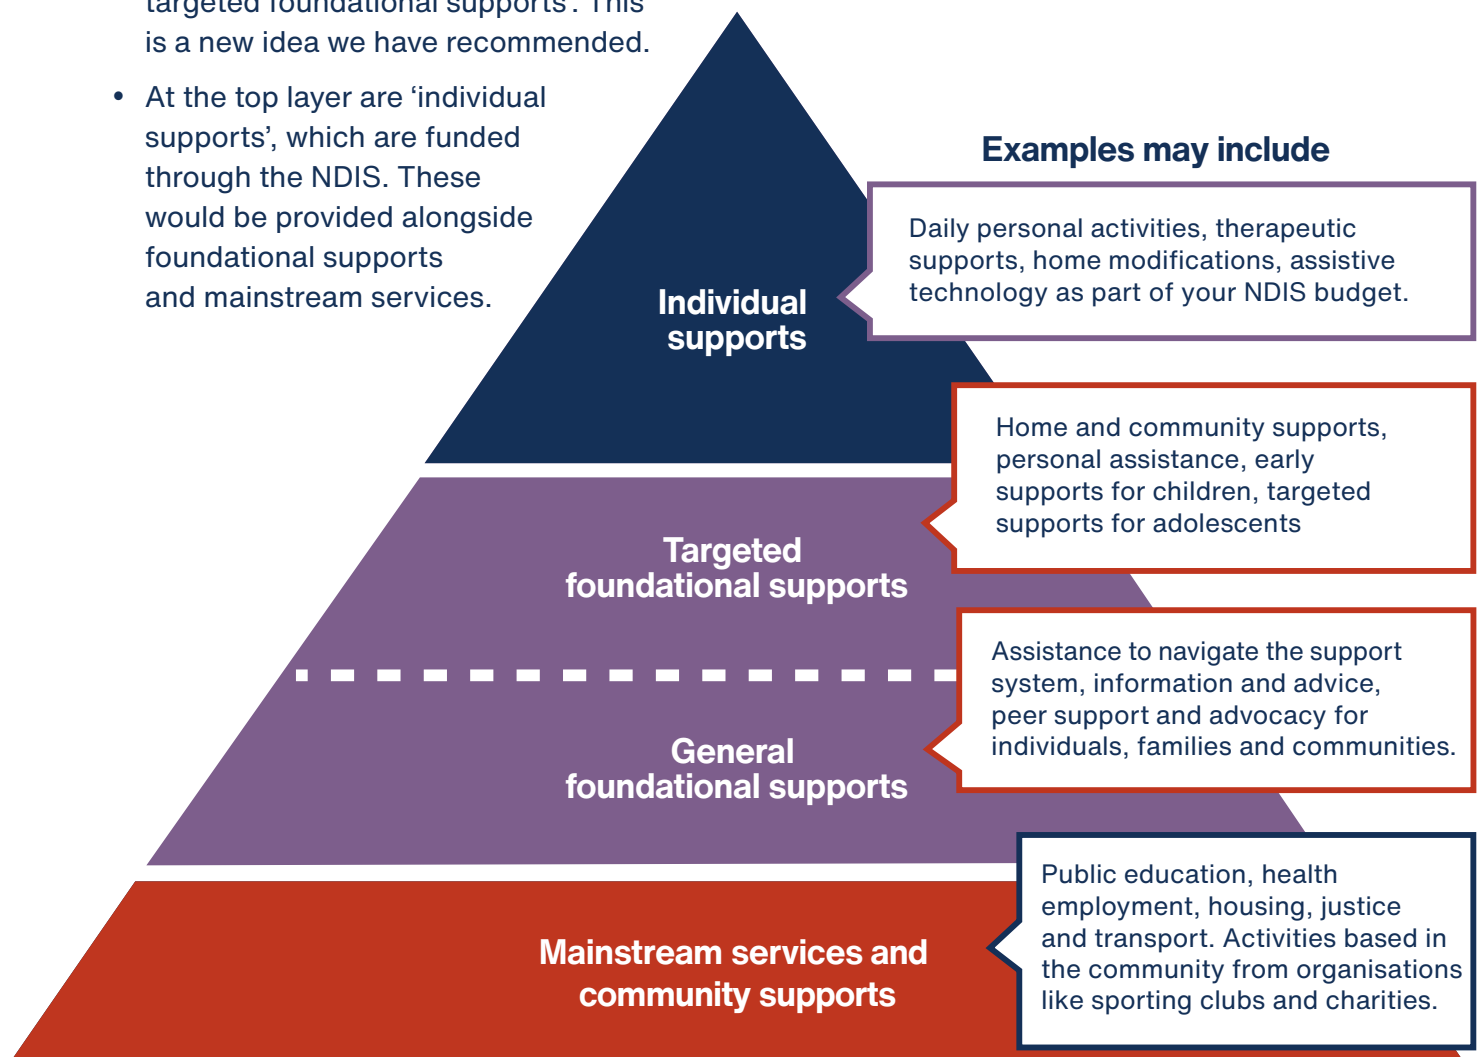 targeted foundational supports’. This
is a new idea we have recommended.
• At the top layer are ‘individual
supports’, which are funded
through the NDIS. These
would be provided alongside
foundational supports
and mainstream services.
Examples may include
Individual
supports
Daily personal activities, therapeutic
supports, home modifications, assistive
technology as part of your NDIS budget.
Targeted
foundational supports
Home and community supports,
personal assistance, early
supports for children, targeted
supports for adolescents
General
foundational supports
Assistance to navigate the support
system, information and advice,
peer support and advocacy for
individuals, families and communities.
Mainstream services and
community supports
Public education, health
employment, housing, justice
and transport. Activities based in
the community from organisations
like sporting clubs and charities.